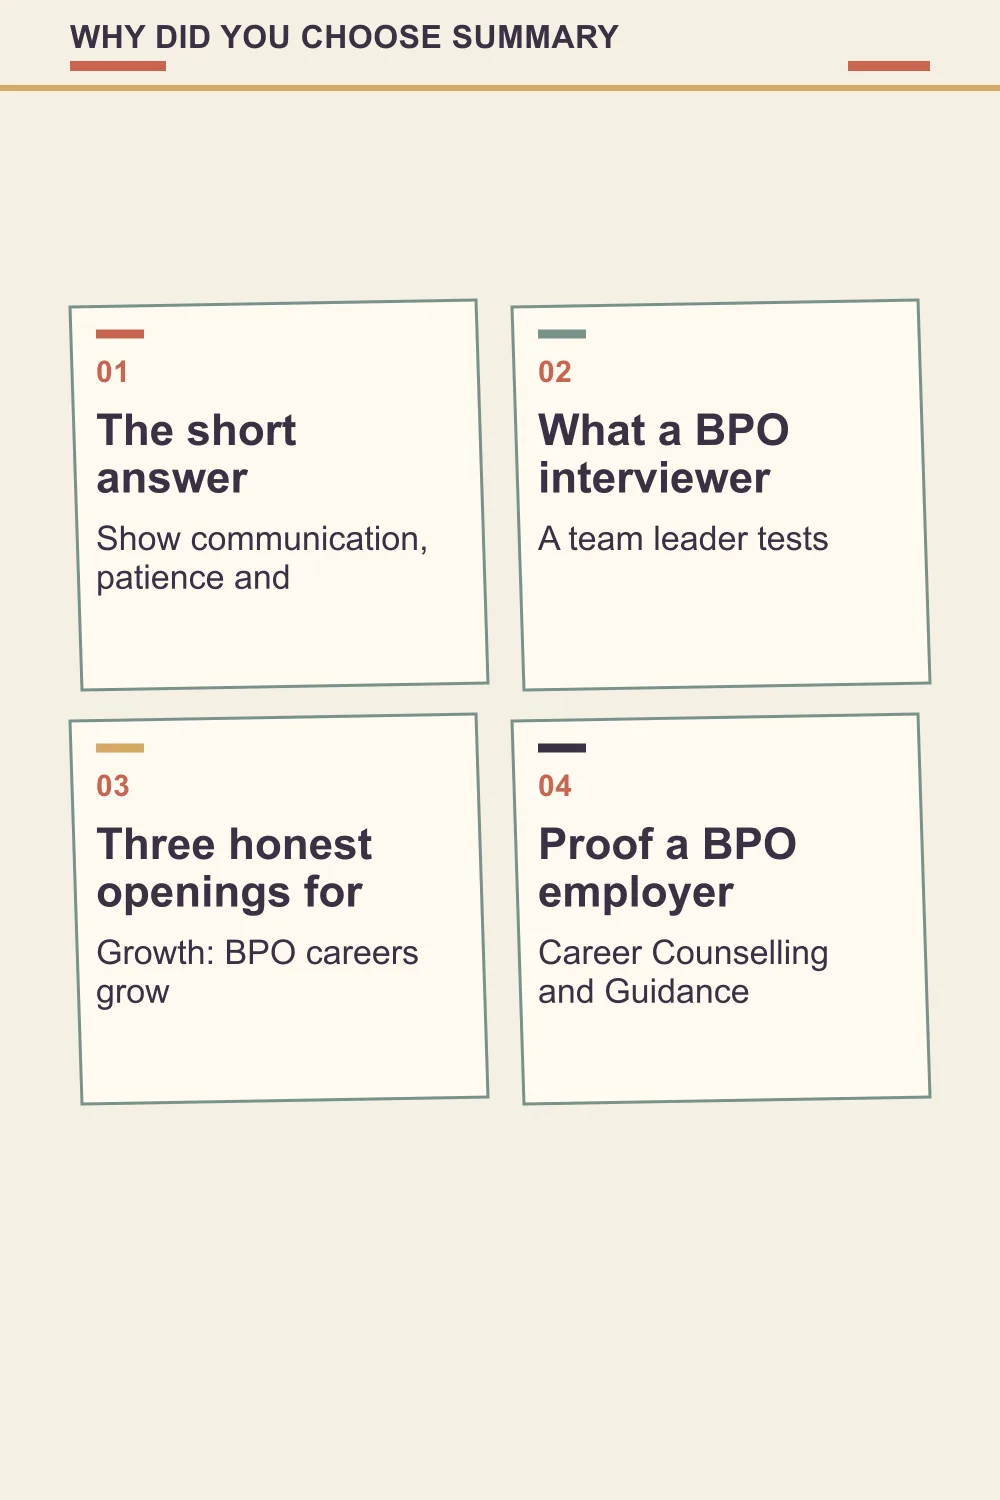 WHY DID YOU CHOOSE SUMMARY
01
The short
answer
Show communication,
patience and
02
What a BPO
interviewer
A team leader tests
03
Three honest
openings for
Growth: BPO careers
grow
04
Proof a BPO
employer
Career Counselling
and Guidance